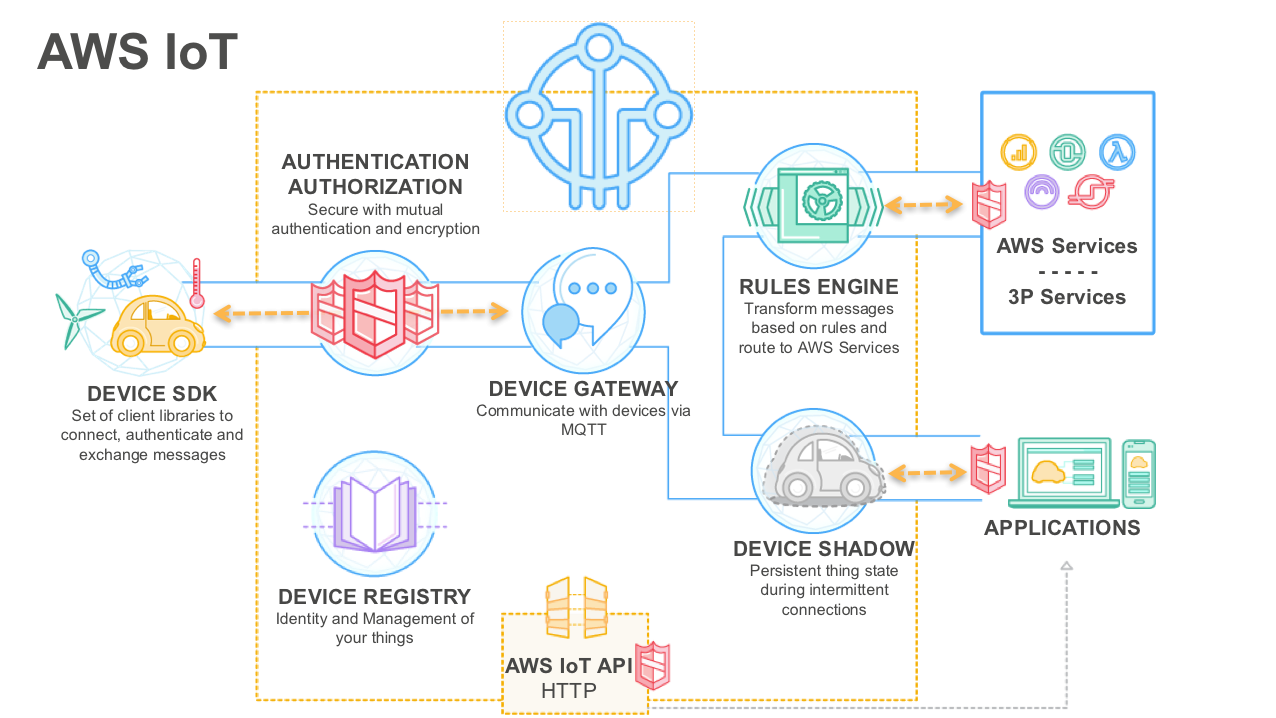 AWS IoT
AUTHENTICATION
AUTHORIZATION
Secure with mutual
authentication and encryption
DEVICE SDK
Set of client libraries to
connect, authenticate and
exchange messages
DEVICE GATEWAY
Communicate with devices via
MQTT
DEVICE REGISTRY
Identity and Management of
your things
AWS IoT API
HTTP
RULES ENGINE
Transform messages
based on rules and
route to AWS Services
DEVICE SHADOW
Persistent thing state
during intermittent
connections
AWS Services
- - - - -
3P Services
APPLICATIONS